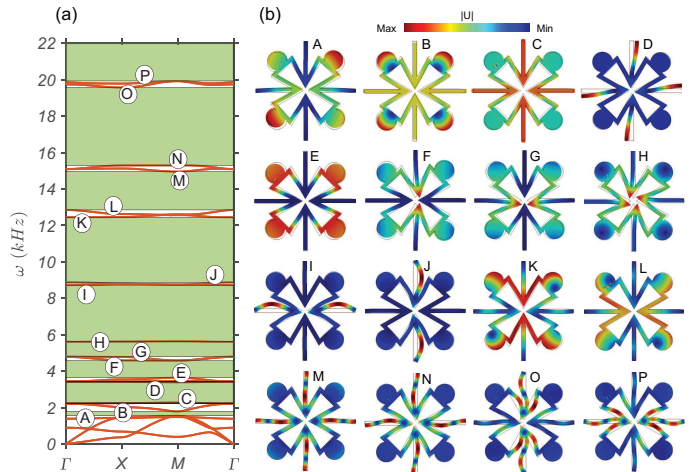 (a)
(b)
|U|
Max
Min
22
20
18
16
14
12
10
8
6
4
2
0
ω (kHz)
P
O
N
M
L
K
J
I
H
G
F
E
D
C
B
A
Γ X M Γ
A B C D
E F G H
I J K L
M N O P